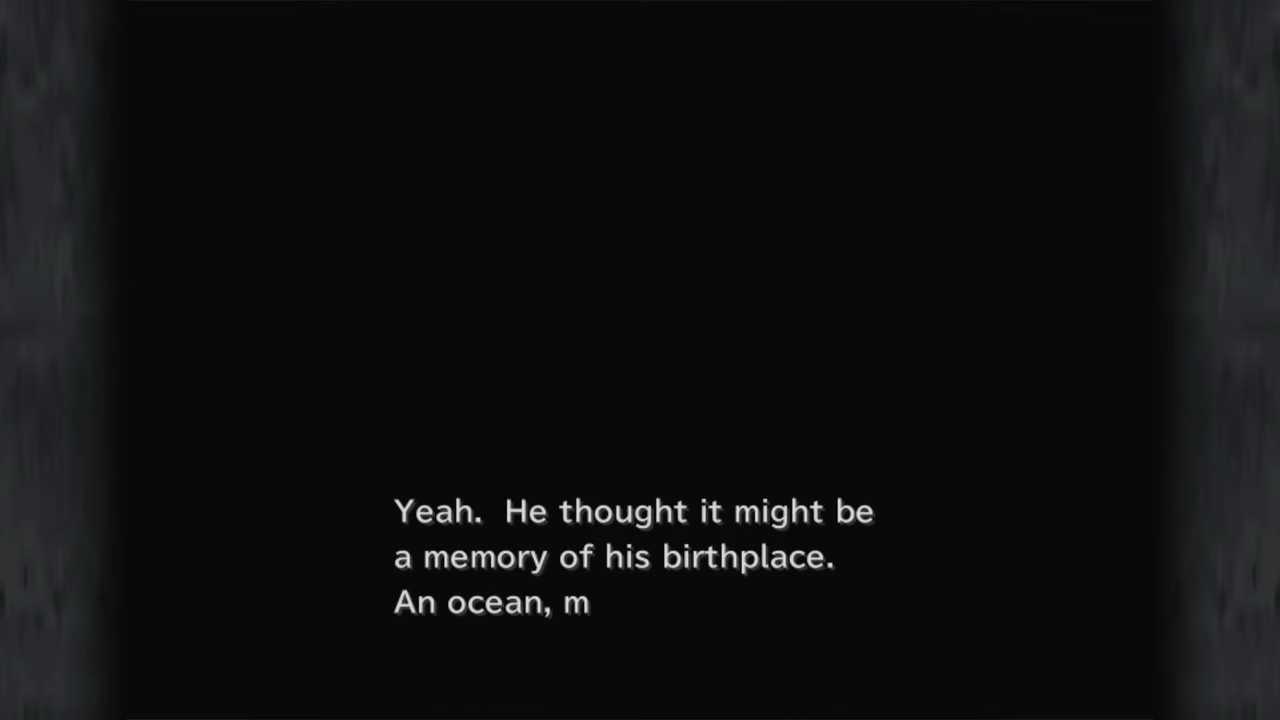 Yeah.  He thought it might be
a memory of his birthplace.
An ocean, m